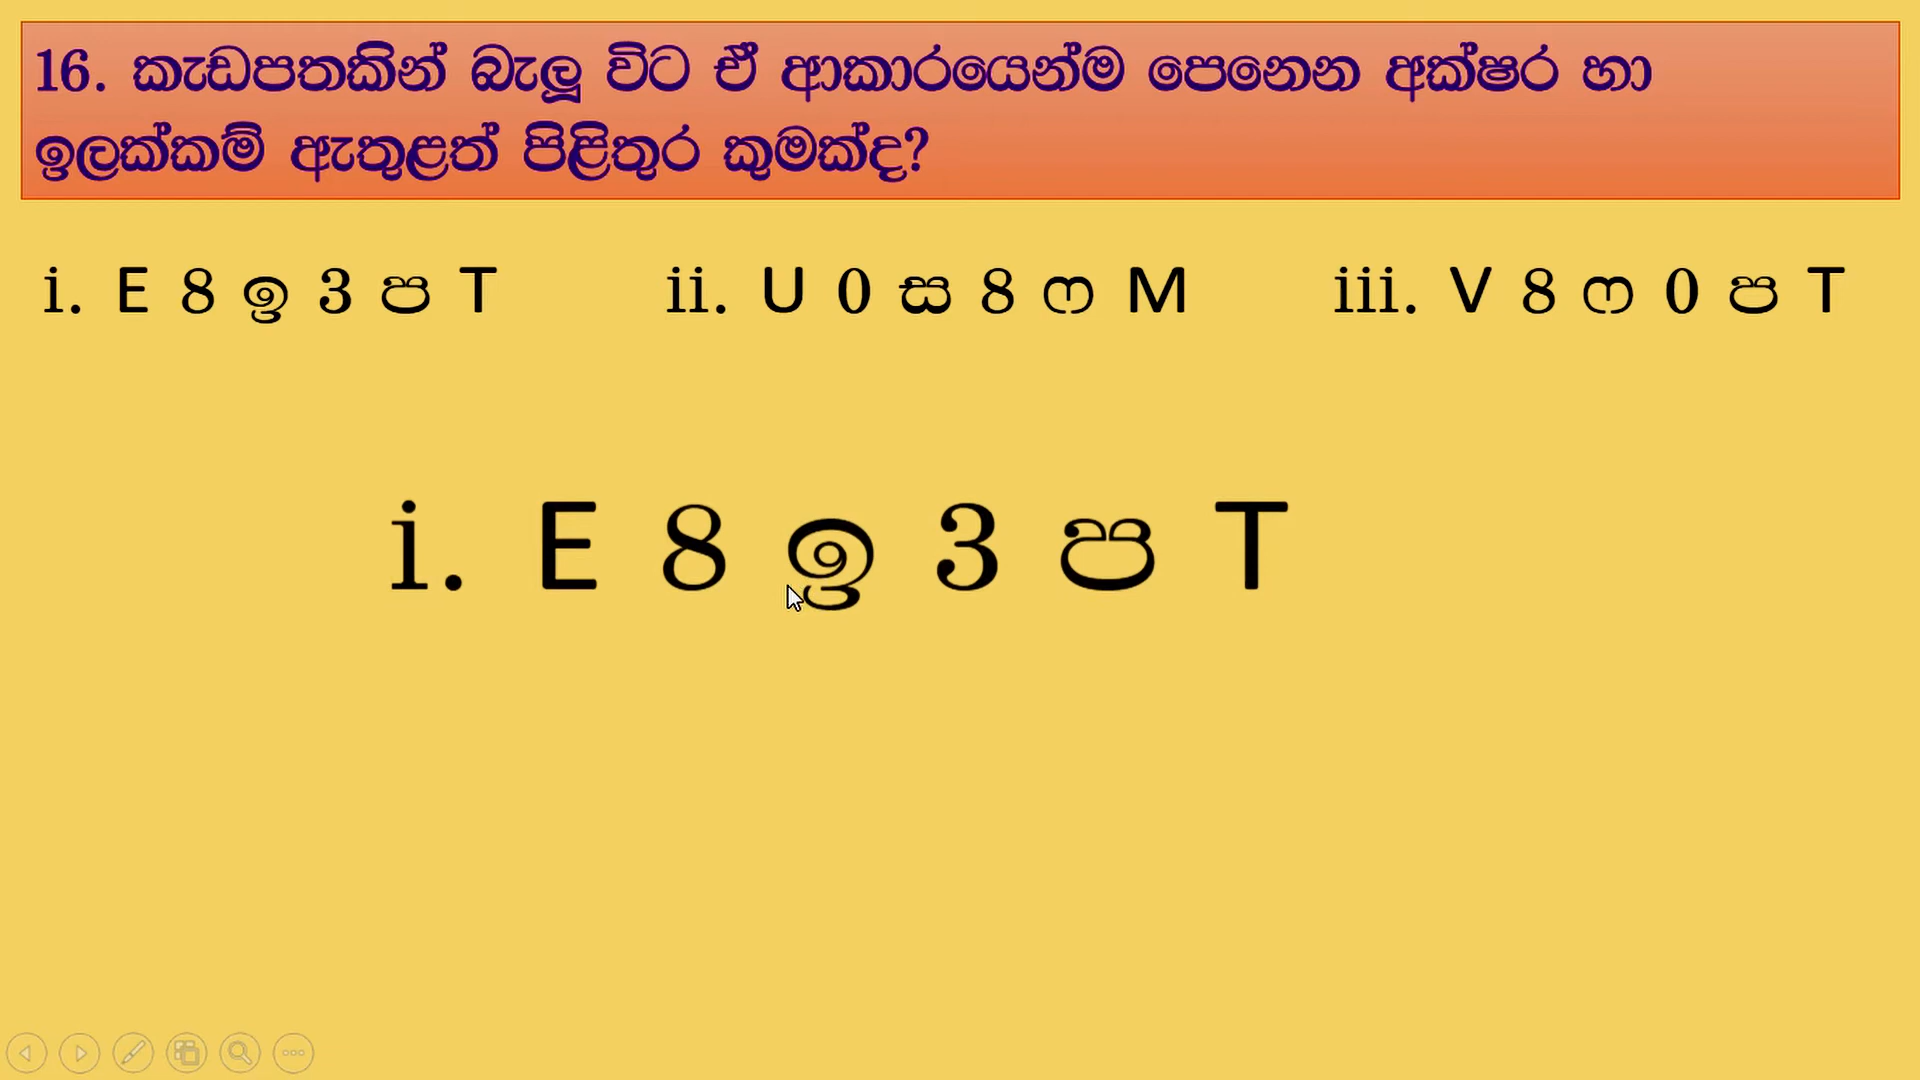 16. කැඩපතකින් බැලූ විට ඒ ආකාරයෙන්ම පෙනෙන අක්ෂර හා
ඉලක්කම් ඇතුළත් පිළිතුර කුමක්ද?
i. E 8 ඉ 3 ප T
ii. U 0 ස 8 ෆ M
iii. V 8 ෆ 0 ප T
i. E 8 ඉ 3 ප T